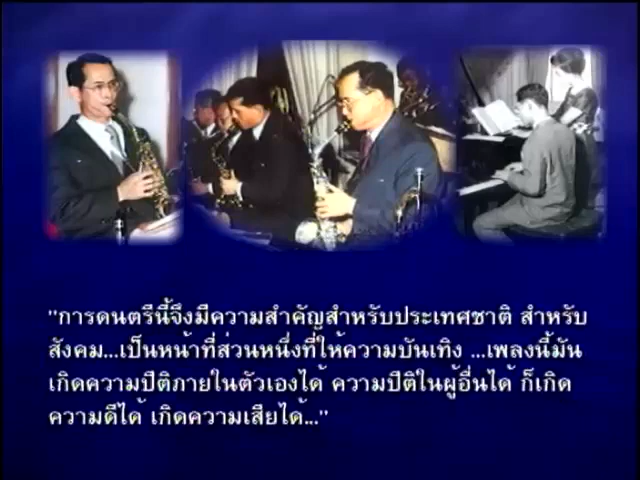 "การดนตรีนี้จึงมีความสำคัญสำหรับประเทศชาติ สำหรับ
สังคม...เป็นหน้าที่ส่วนหนึ่งที่ให้ความบันเทิง ...เพลงนี้มัน
เกิดความปีติภายในตัวเองได้ ความปีติในผู้อื่นได้ ก็เกิด
ความดีได้ เกิดความเสียได้..."